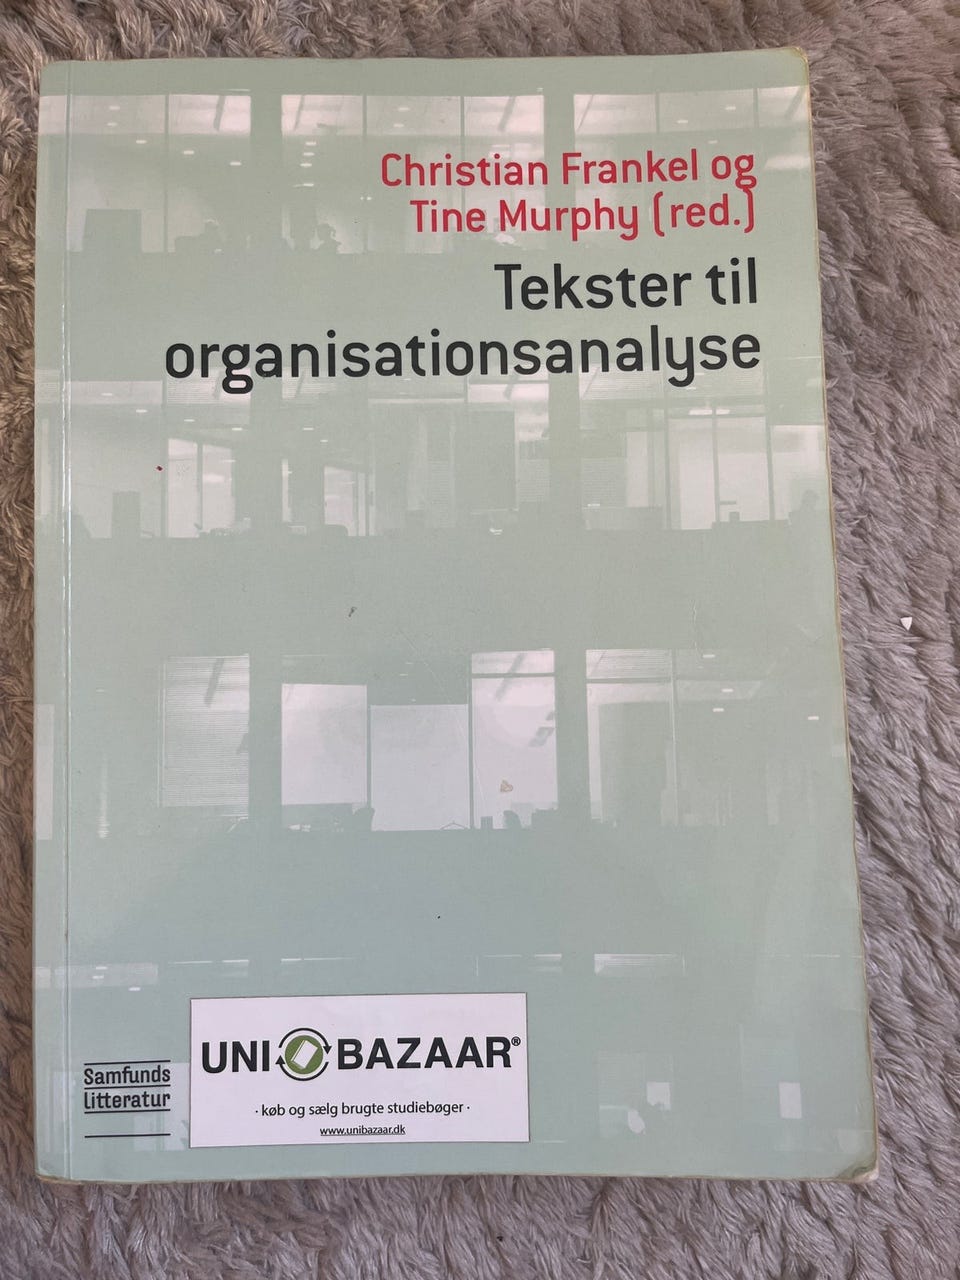 Christian Frankel og
Tine Murphy (red.)
Tekster til
organisationsanalyse
Samfunds
litteratur
UNI BAZAAR®
· køb og sælg brugte studiebøger ·
www.unibazaar.dk